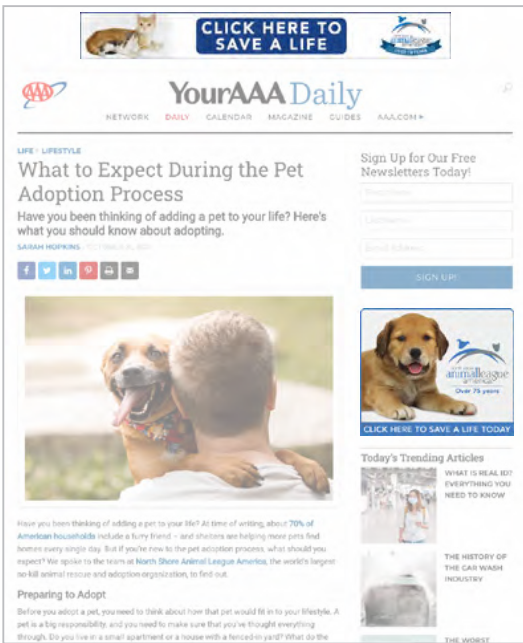 CLICK HERE TO
SAVE A LIFE
AAA
YourAAA Daily
NETWORK DAILY CALENDAR MAGAZINE GUIDES AAA.COM
LIFE > LIFESTYLE
What to Expect During the Pet
Adoption Process
Have you been thinking of adding a pet to your life? Here's
what you should know about adopting.
SARAH HOPKINS
Sign Up for Our Free
Newsletters Today!
SIGN UP!
animalleague
Over 75 years
CLICK HERE TO SAVE A LIFE TODAY
Today's Trending Articles
WHAT IS REAL ID?
EVERYTHING YOU
NEED TO KNOW
THE HISTORY OF
THE CAR WASH
INDUSTRY
THE WORST
Have you been thinking of adding a pet to your life? At time of writing, about 70% of
American households include a furry friend – and shelters are helping more pets find
homes every single day. But if you're new to the pet adoption process, what should you
expect? We spoke to the team at North Shore Animal League America, the world's largest
no-kill animal rescue and adoption organization, to find out.
Preparing to Adopt
Before you adopt a pet, you need to think about how that pet would fit in to your lifestyle. A
pet is a big responsibility, and you need to make sure that you've thought everything
through. Do you live in a small apartment or a house with a fenced-in yard? What do the